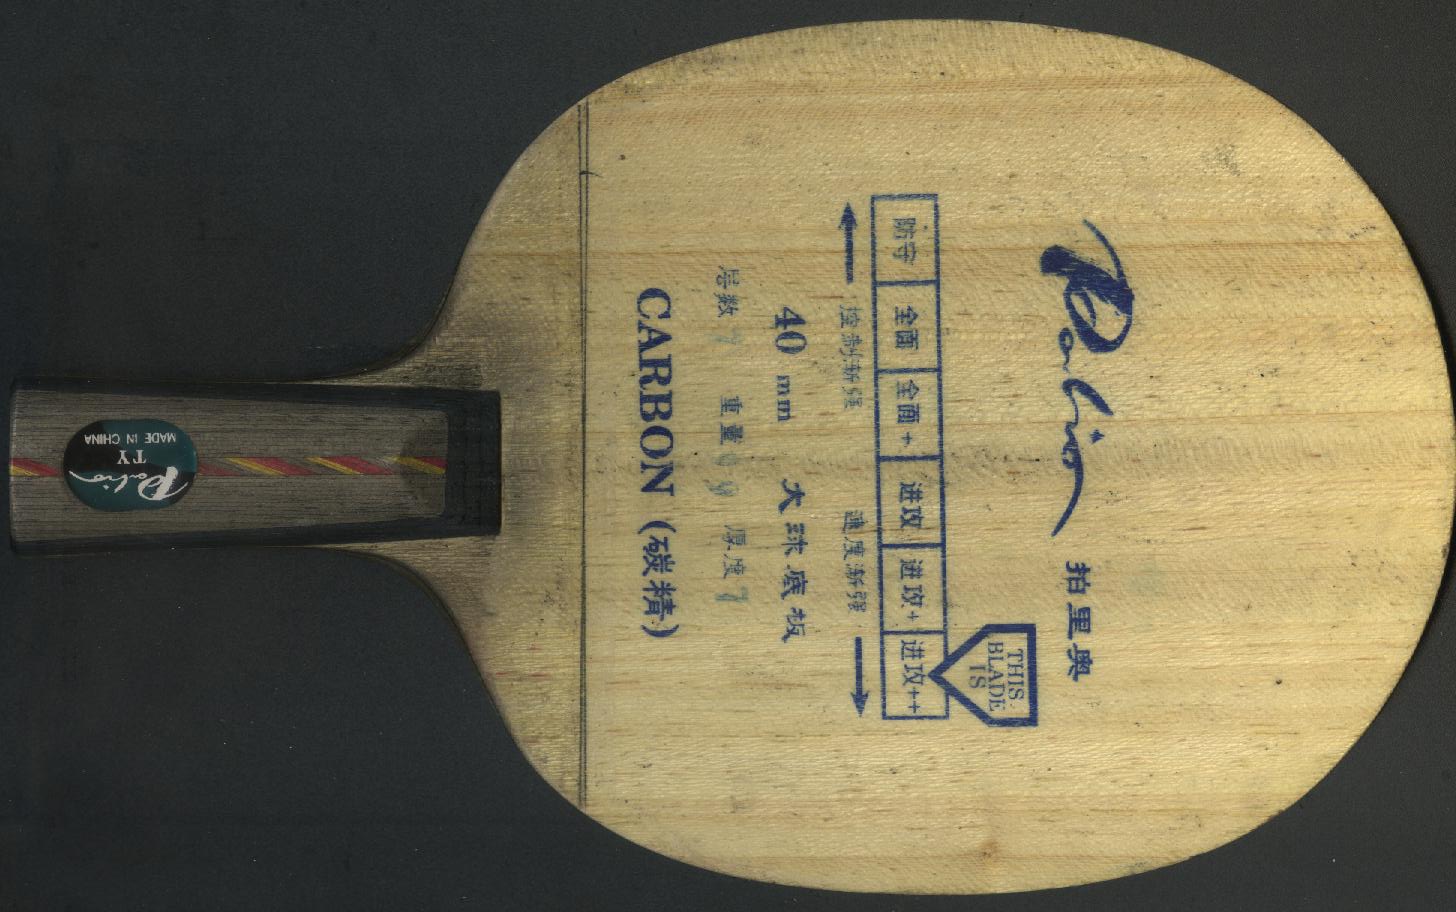 Palio 拍里奥
THIS
BLADE
IS
防守 全面 全面+ 进攻 进攻+ 进攻++
控制渐强 速度渐强
40 mm 大球底板
层数 7 重量 厚度 7
CARBON (碳精)
Palio
TY
MADE IN CHINA